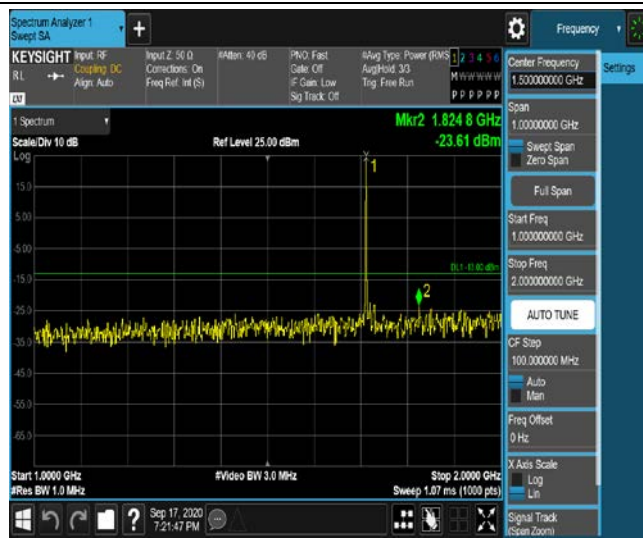 Spectrum Analyzer 1
Swept SA
+
Frequency
KEYSIGHT
RL
Input: RF
Coupling: DC
Align: Auto
Input Z: 50 Ω
Corrections: On
Freq Ref: Int (S)
#Atten: 40 dB
PNO: Fast
Gate: Off
IF Gain: Low
Sig Track: Off
#Avg Type: Power (RMS
Avg|Hold: 3/3
Trig: Free Run
1 2 3 4 5 6
M W W W W W
P P P P P P
1 Spectrum
Scale/Div 10 dB
Log
Ref Level 25.00 dBm
Mkr2 1.824 8 GHz
-23.61 dBm
15.0
5.00
-5.00
-15.0
-25.0
-35.0
-45.0
-55.0
-65.0
1
DL1 -13.00 dBm
2
Start 1.0000 GHz
#Res BW 1.0 MHz
#Video BW 3.0 MHz
Stop 2.0000 GHz
Sweep 1.07 ms (1000 pts)
?
Sep 17, 2020
7:21:47 PM
Center Frequency
1.500000000 GHz
Settings
Span
1.00000000 GHz
Swept Span
Zero Span
Full Span
Start Freq
1.000000000 GHz
Stop Freq
2.000000000 GHz
AUTO TUNE
CF Step
100.000000 MHz
Auto
Man
Freq Offset
0 Hz
X Axis Scale
Log
Lin
Signal Track
(Span Zoom)